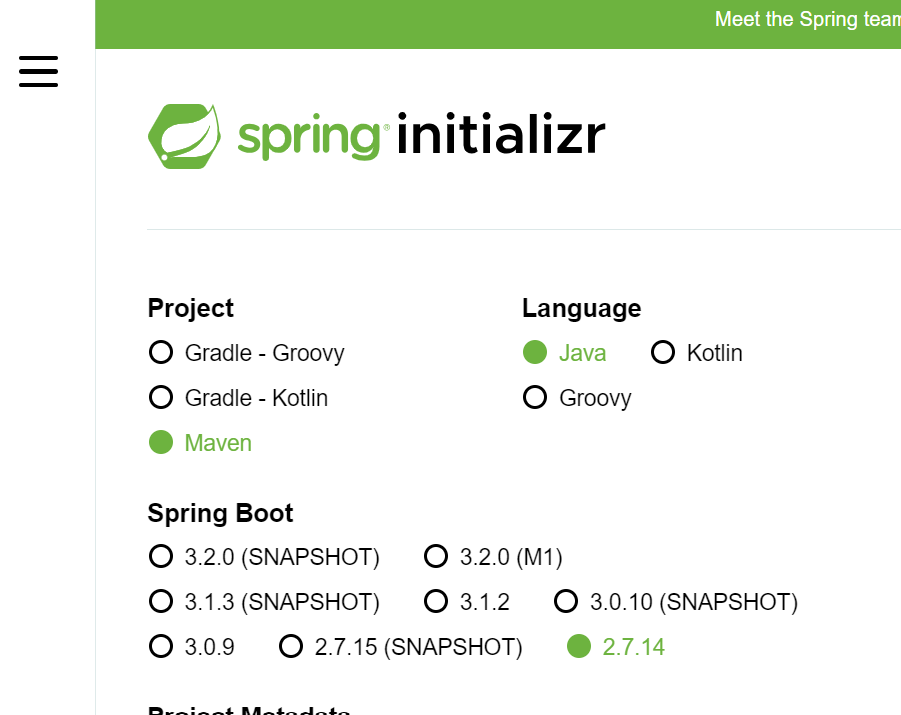 Meet the Spring team
spring® initializr
Project
Language
Gradle - Groovy
Java
Kotlin
Gradle - Kotlin
Groovy
Maven
Spring Boot
3.2.0 (SNAPSHOT)
3.2.0 (M1)
3.1.3 (SNAPSHOT)
3.1.2
3.0.10 (SNAPSHOT)
3.0.9
2.7.15 (SNAPSHOT)
2.7.14
Project Metadata